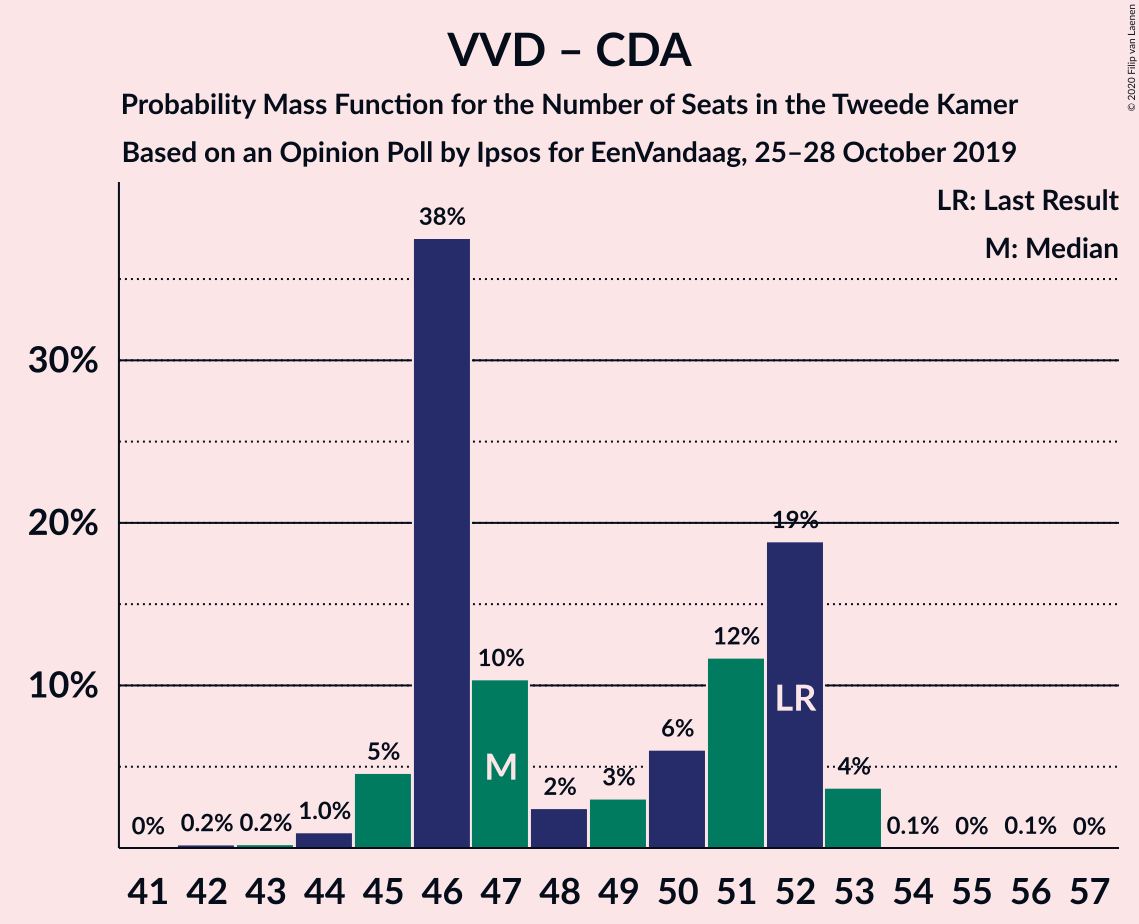 VVD – CDA
Probability Mass Function for the Number of Seats in the Tweede Kamer
Based on an Opinion Poll by Ipsos for EenVandaag, 25–28 October 2019
© 2020 Filip van Laenen
LR: Last Result
M: Median
38%
30%
20%
19%
12%
10%
10%
LR
6%
5%
M
4%
3%
2%
1.0%
0% 0.2% 0.2% 0.1% 0% 0.1% 0%
41 42 43 44 45 46 47 48 49 50 51 52 53 54 55 56 57